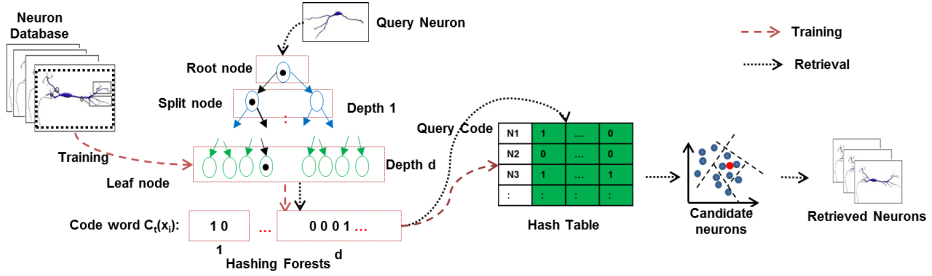 Neuron
Database
Query Neuron
Training
Retrieval
Root node
Split node
Depth 1
:
Training
Leaf node
Depth d
Query Code
N1 1 ... 0
N2 0 ... 0
N3 1 ... 1
: : : :
Hash Table
Candidate
neurons
Retrieved Neurons
Code word Cₜ(xᵢ): 1 0 ... 0 0 0 1 ...
1 d
Hashing Forests